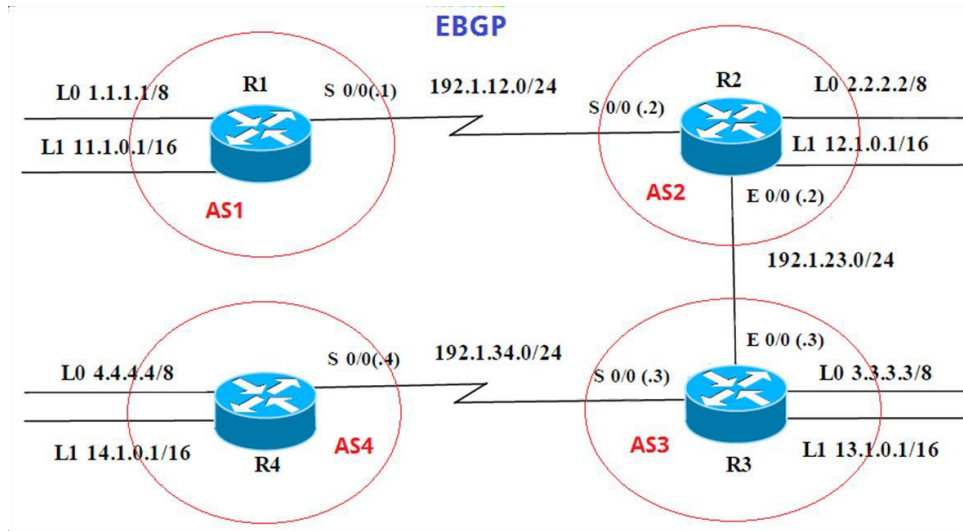 EBGP
R1
L0 1.1.1.1/8
S 0/0(.1)
L1 11.1.0.1/16
AS1
192.1.12.0/24
R2
S 0/0 (.2)
L0 2.2.2.2/8
L1 12.1.0.1/16
AS2
E 0/0 (.2)
192.1.23.0/24
L0 4.4.4.4/8
S 0/0(.4)
L1 14.1.0.1/16
R4
AS4
192.1.34.0/24
E 0/0 (.3)
S 0/0 (.3)
L0 3.3.3.3/8
AS3
R3
L1 13.1.0.1/16